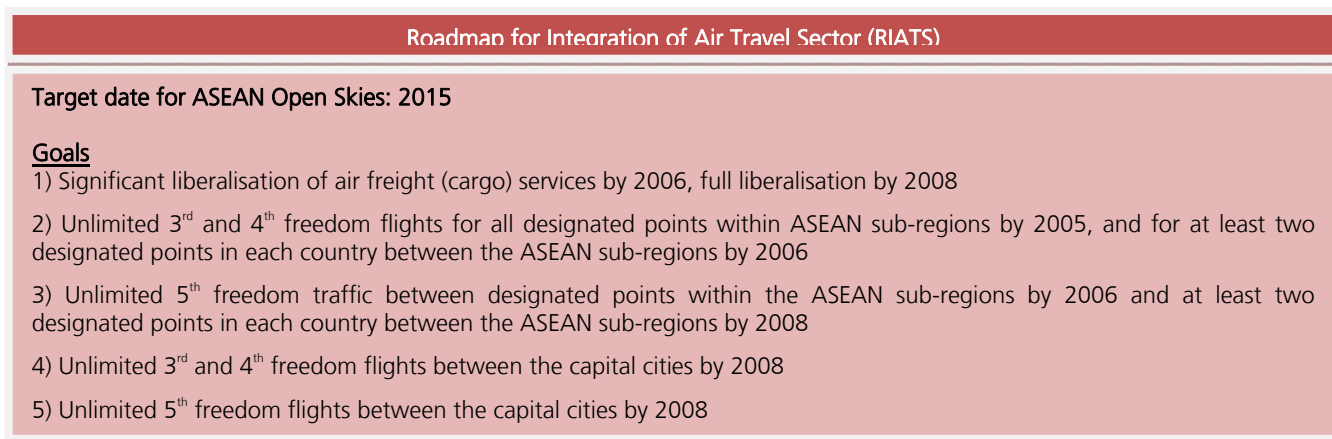 Roadmap for Integration of Air Travel Sector (RIATS)
Target date for ASEAN Open Skies: 2015
Goals
1) Significant liberalisation of air freight (cargo) services by 2006, full liberalisation by 2008
2) Unlimited 3rd and 4th freedom flights for all designated points within ASEAN sub-regions by 2005, and for at least two
designated points in each country between the ASEAN sub-regions by 2006
3) Unlimited 5th freedom traffic between designated points within the ASEAN sub-regions by 2006 and at least two
designated points in each country between the ASEAN sub-regions by 2008
4) Unlimited 3rd and 4th freedom flights between the capital cities by 2008
5) Unlimited 5th freedom flights between the capital cities by 2008